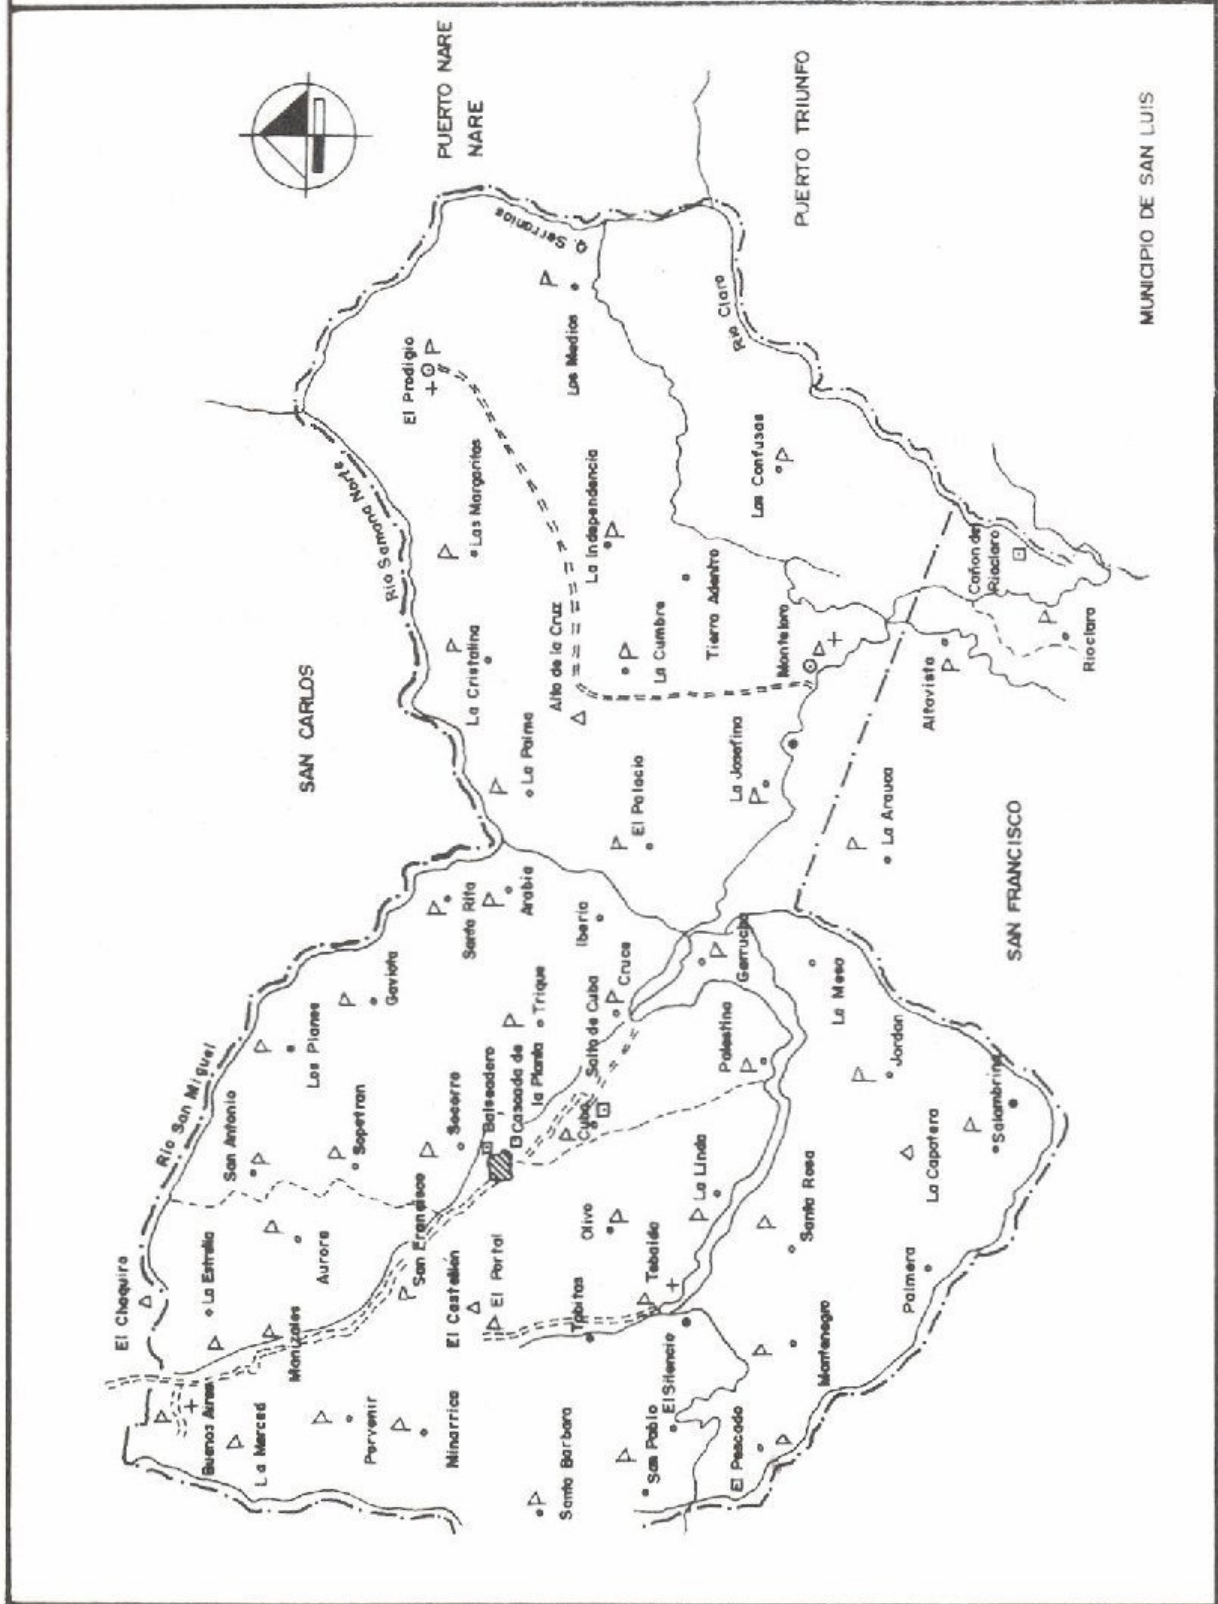 PUERTO NARE
NARE
PUERTO TRIUNFO
MUNICIPIO DE SAN LUIS
SAN CARLOS
SAN FRANCISCO
El Chaquiro
Río San Miguel
Río Samaná Norte
Q. Serranías
Río Claro
Buenos Aires
La Merced
La Estrella
Manizales
Aurora
San Antonio
Sopetran
Los Planes
Gaviota
Porvenir
Minarrica
San Francisco
El Castellón
El Portal
Socorro
Balseadero
Cascada de
la Planta
Trique
Santa Rita
Arabia
Iberia
La Palma
La Cristalina
Las Margaritas
El Prodigio
Alto de la Cruz
La Independencia
Los Medios
El Palacio
La Cumbre
Tierra Adentro
Las Confusas
Santa Barbara
San Pablo
El Silencio
El Pescado
Tebaida
Olivo
Cuba
Salto de Cuba
Cruce
La Linda
Palestina
Garrucha
La Josefina
Monteloro
Montenegro
Santa Rosa
La Mesa
Jordan
La Arauca
Altavista
Cañon del
Rioclaro
Rioclaro
Palmera
La Capotera
Salambrina